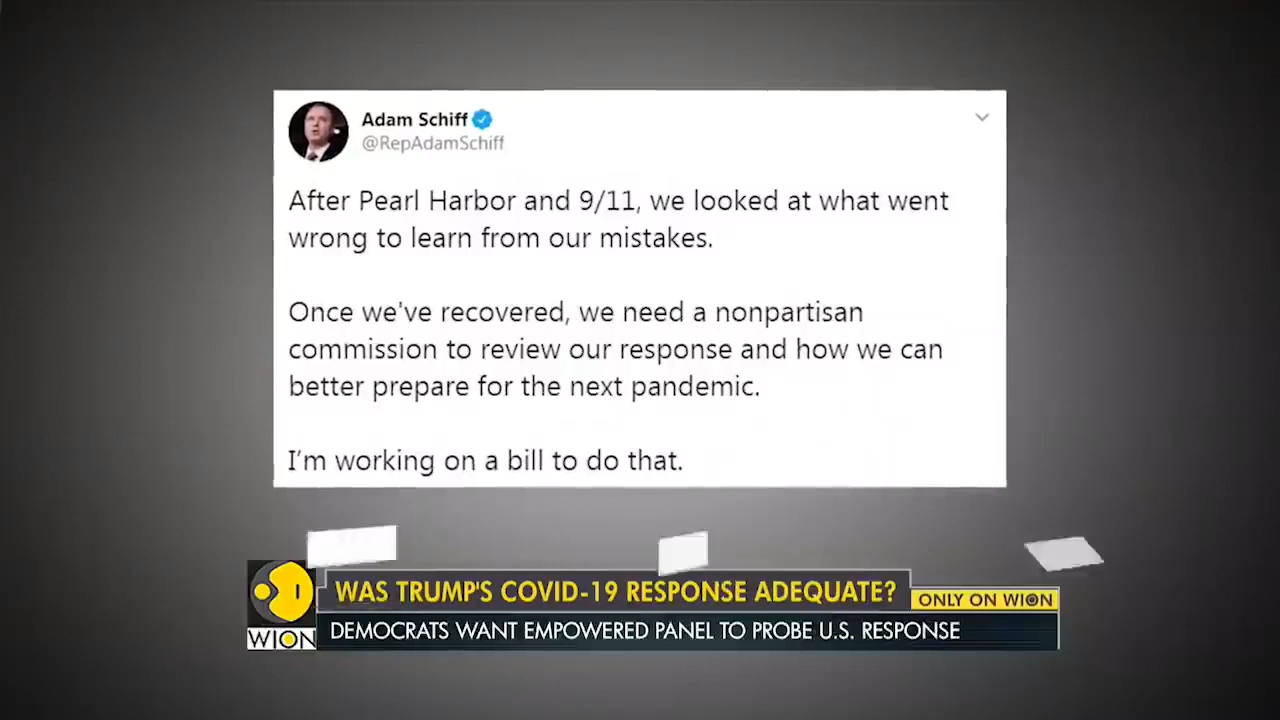 Adam Schiff
@RepAdamSchiff
After Pearl Harbor and 9/11, we looked at what went
wrong to learn from our mistakes.
Once we've recovered, we need a nonpartisan
commission to review our response and how we can
better prepare for the next pandemic.
I'm working on a bill to do that.
WAS TRUMP'S COVID-19 RESPONSE ADEQUATE?
ONLY ON WION
WION
DEMOCRATS WANT EMPOWERED PANEL TO PROBE U.S. RESPONSE